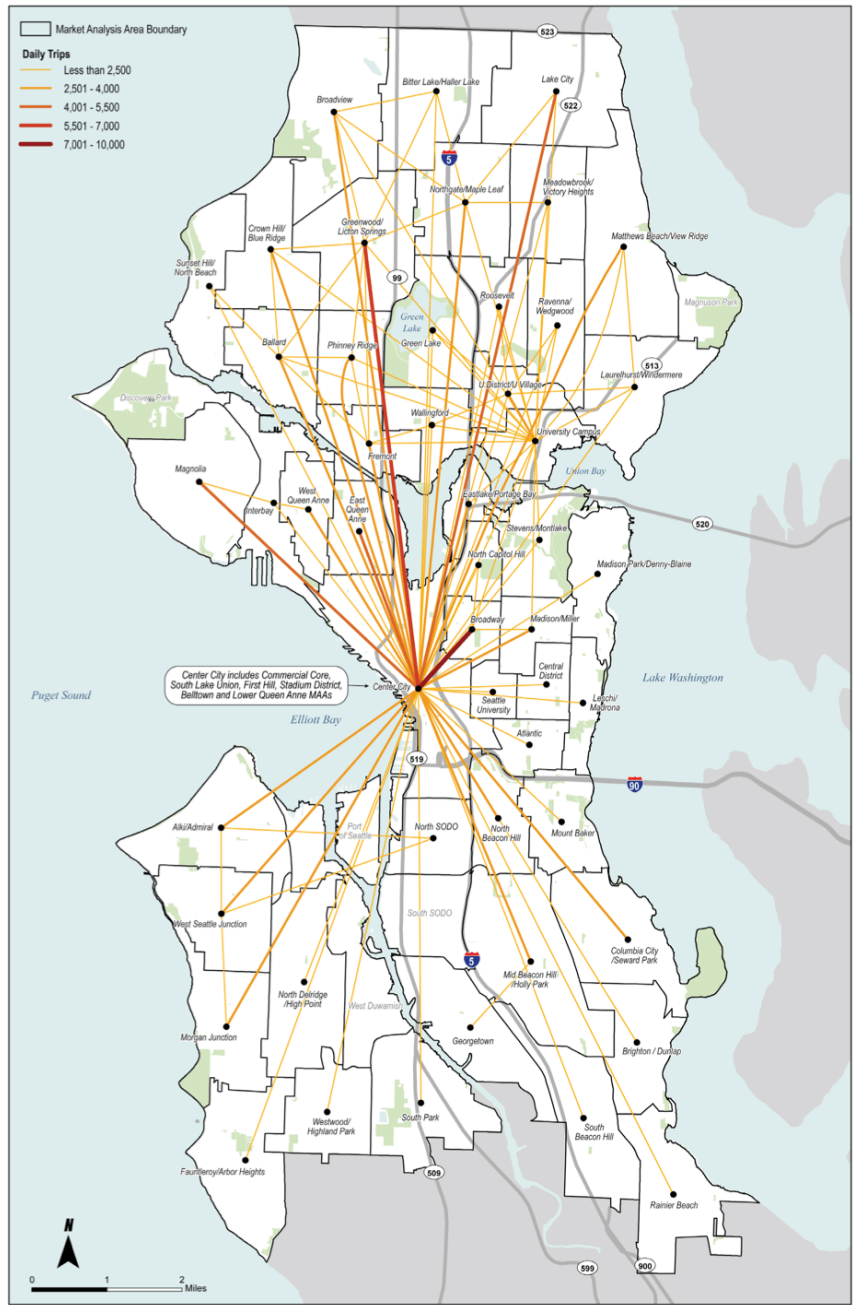 Market Analysis Area Boundary
Daily Trips
Less than 2,500
2,501 - 4,000
4,001 - 5,500
5,501 - 7,000
7,001 - 10,000
523
Bitter Lake/Haller Lake
Lake City
Broadview
522
5
Northgate/Maple Leaf
Meadowbrook/
Victory Heights
Crown Hill/
Blue Ridge
Greenwood/
Licton Springs
Matthews Beach/View Ridge
Sunset Hill/
North Beach
99
Roosevelt
Ravenna/
Wedgwood
Magnuson Park
Green
Lake
Green Lake
Ballard
Phinney Ridge
513
Laurelhurst/Windermere
U District/U Village
Discovery Park
Wallingford
University Campus
Fremont
Union Bay
Magnolia
West
Queen Anne
East
Queen
Anne
Interbay
Eastlake/Portage Bay
520
Stevens/Montlake
North Capitol Hill
Madison Park/Denny-Blaine
Broadway
Madison/Miller
Center City includes Commercial Core,
South Lake Union, First Hill, Stadium District,
Belltown and Lower Queen Anne MAAs
Center City
Central
District
Lake Washington
Puget Sound
Seattle
University
Leschi/
Madrona
Elliott Bay
Atlantic
519
90
Alki/Admiral
Port
of Seattle
North SODO
North
Beacon Hill
Mount Baker
South SODO
West Seattle Junction
Columbia City
/Seward Park
5
Mid Beacon Hill
/Holly Park
North Delridge
/High Point
West Duwamish
Morgan Junction
Georgetown
Brighton / Dunlap
Westwood/
Highland Park
South Park
South
Beacon Hill
Fauntleroy/Arbor Heights
509
Rainier Beach
N
599
900
0 1 2
Miles